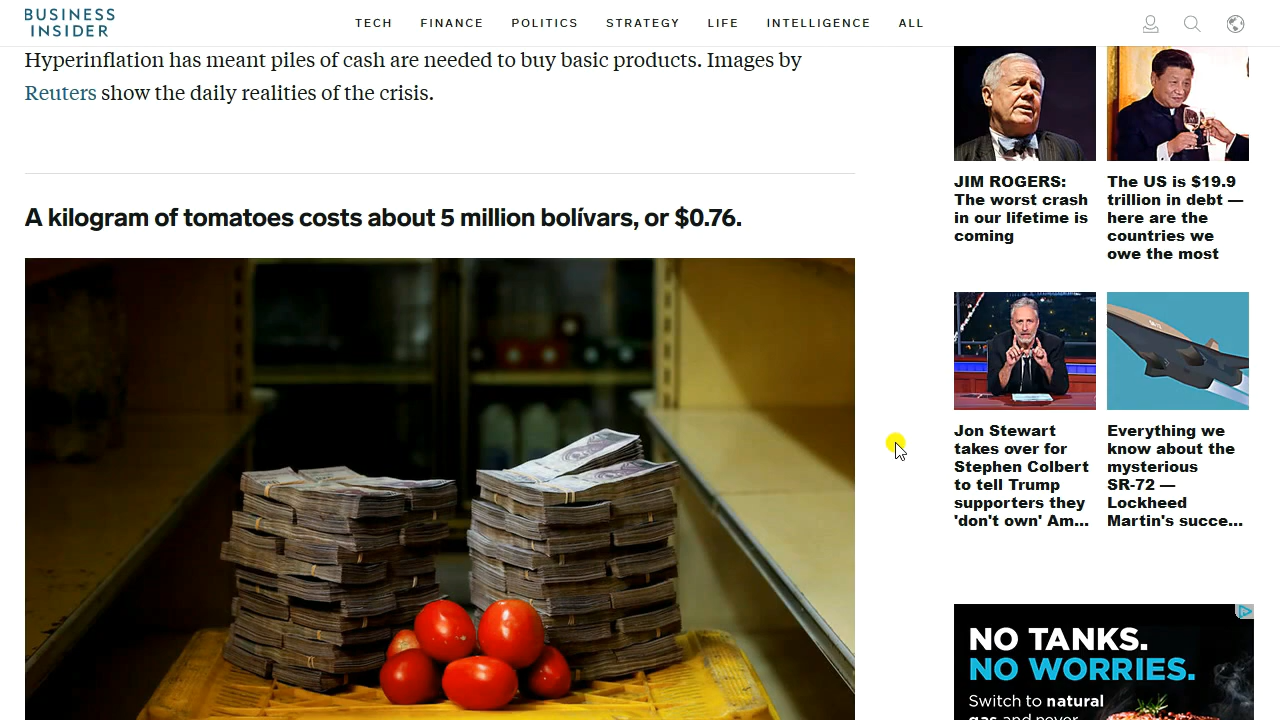 BUSINESS
INSIDER
TECH FINANCE POLITICS STRATEGY LIFE INTELLIGENCE ALL
Hyperinflation has meant piles of cash are needed to buy basic products. Images by
Reuters show the daily realities of the crisis.
A kilogram of tomatoes costs about 5 million bolívars, or $0.76.
JIM ROGERS:
The worst crash
in our lifetime is
coming
The US is $19.9
trillion in debt —
here are the
countries we
owe the most
Jon Stewart
takes over for
Stephen Colbert
to tell Trump
supporters they
'don't own' Am...
Everything we
know about the
mysterious
SR-72 —
Lockheed
Martin's succe...
NO TANKS.
NO WORRIES.
Switch to natural
gas and never